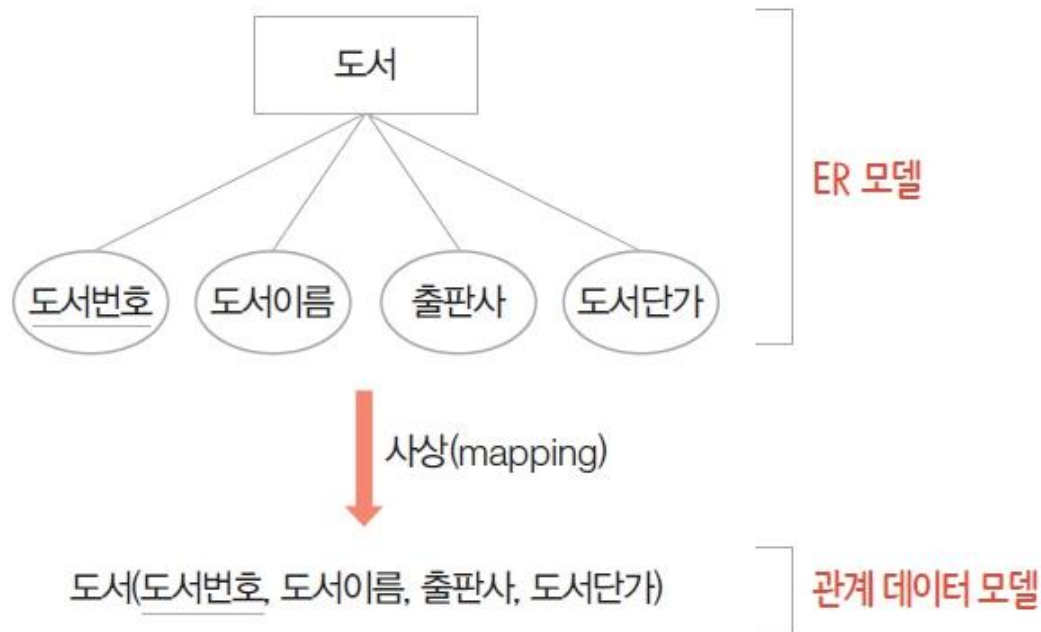 도서
ER 모델
도서번호 도서이름 출판사 도서단가
사상(mapping)
도서(도서번호, 도서이름, 출판사, 도서단가)
관계 데이터 모델